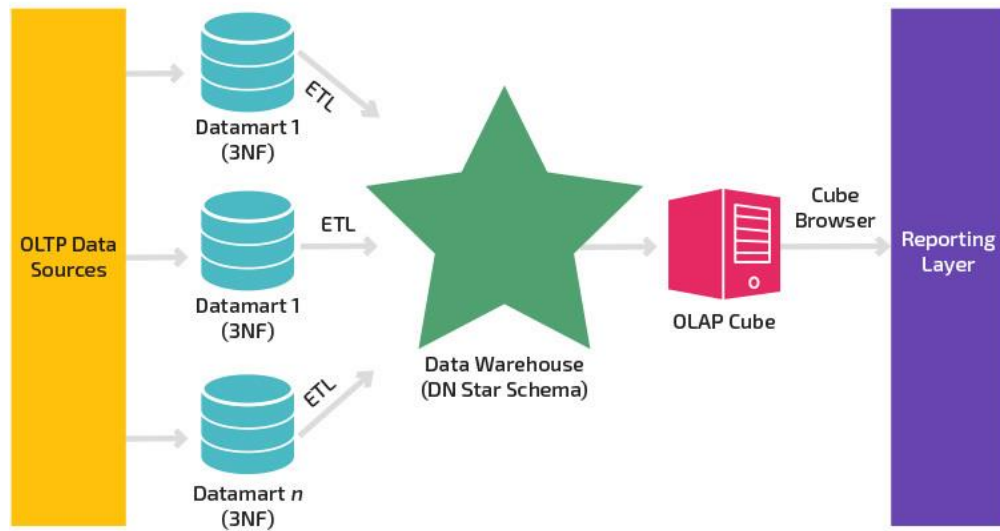 OLTP Data
Sources
Datamart 1
(3NF)
ETL
Datamart 1
(3NF)
ETL
Datamart n
(3NF)
ETL
Data Warehouse
(DN Star Schema)
OLAP Cube
Cube
Browser
Reporting
Layer